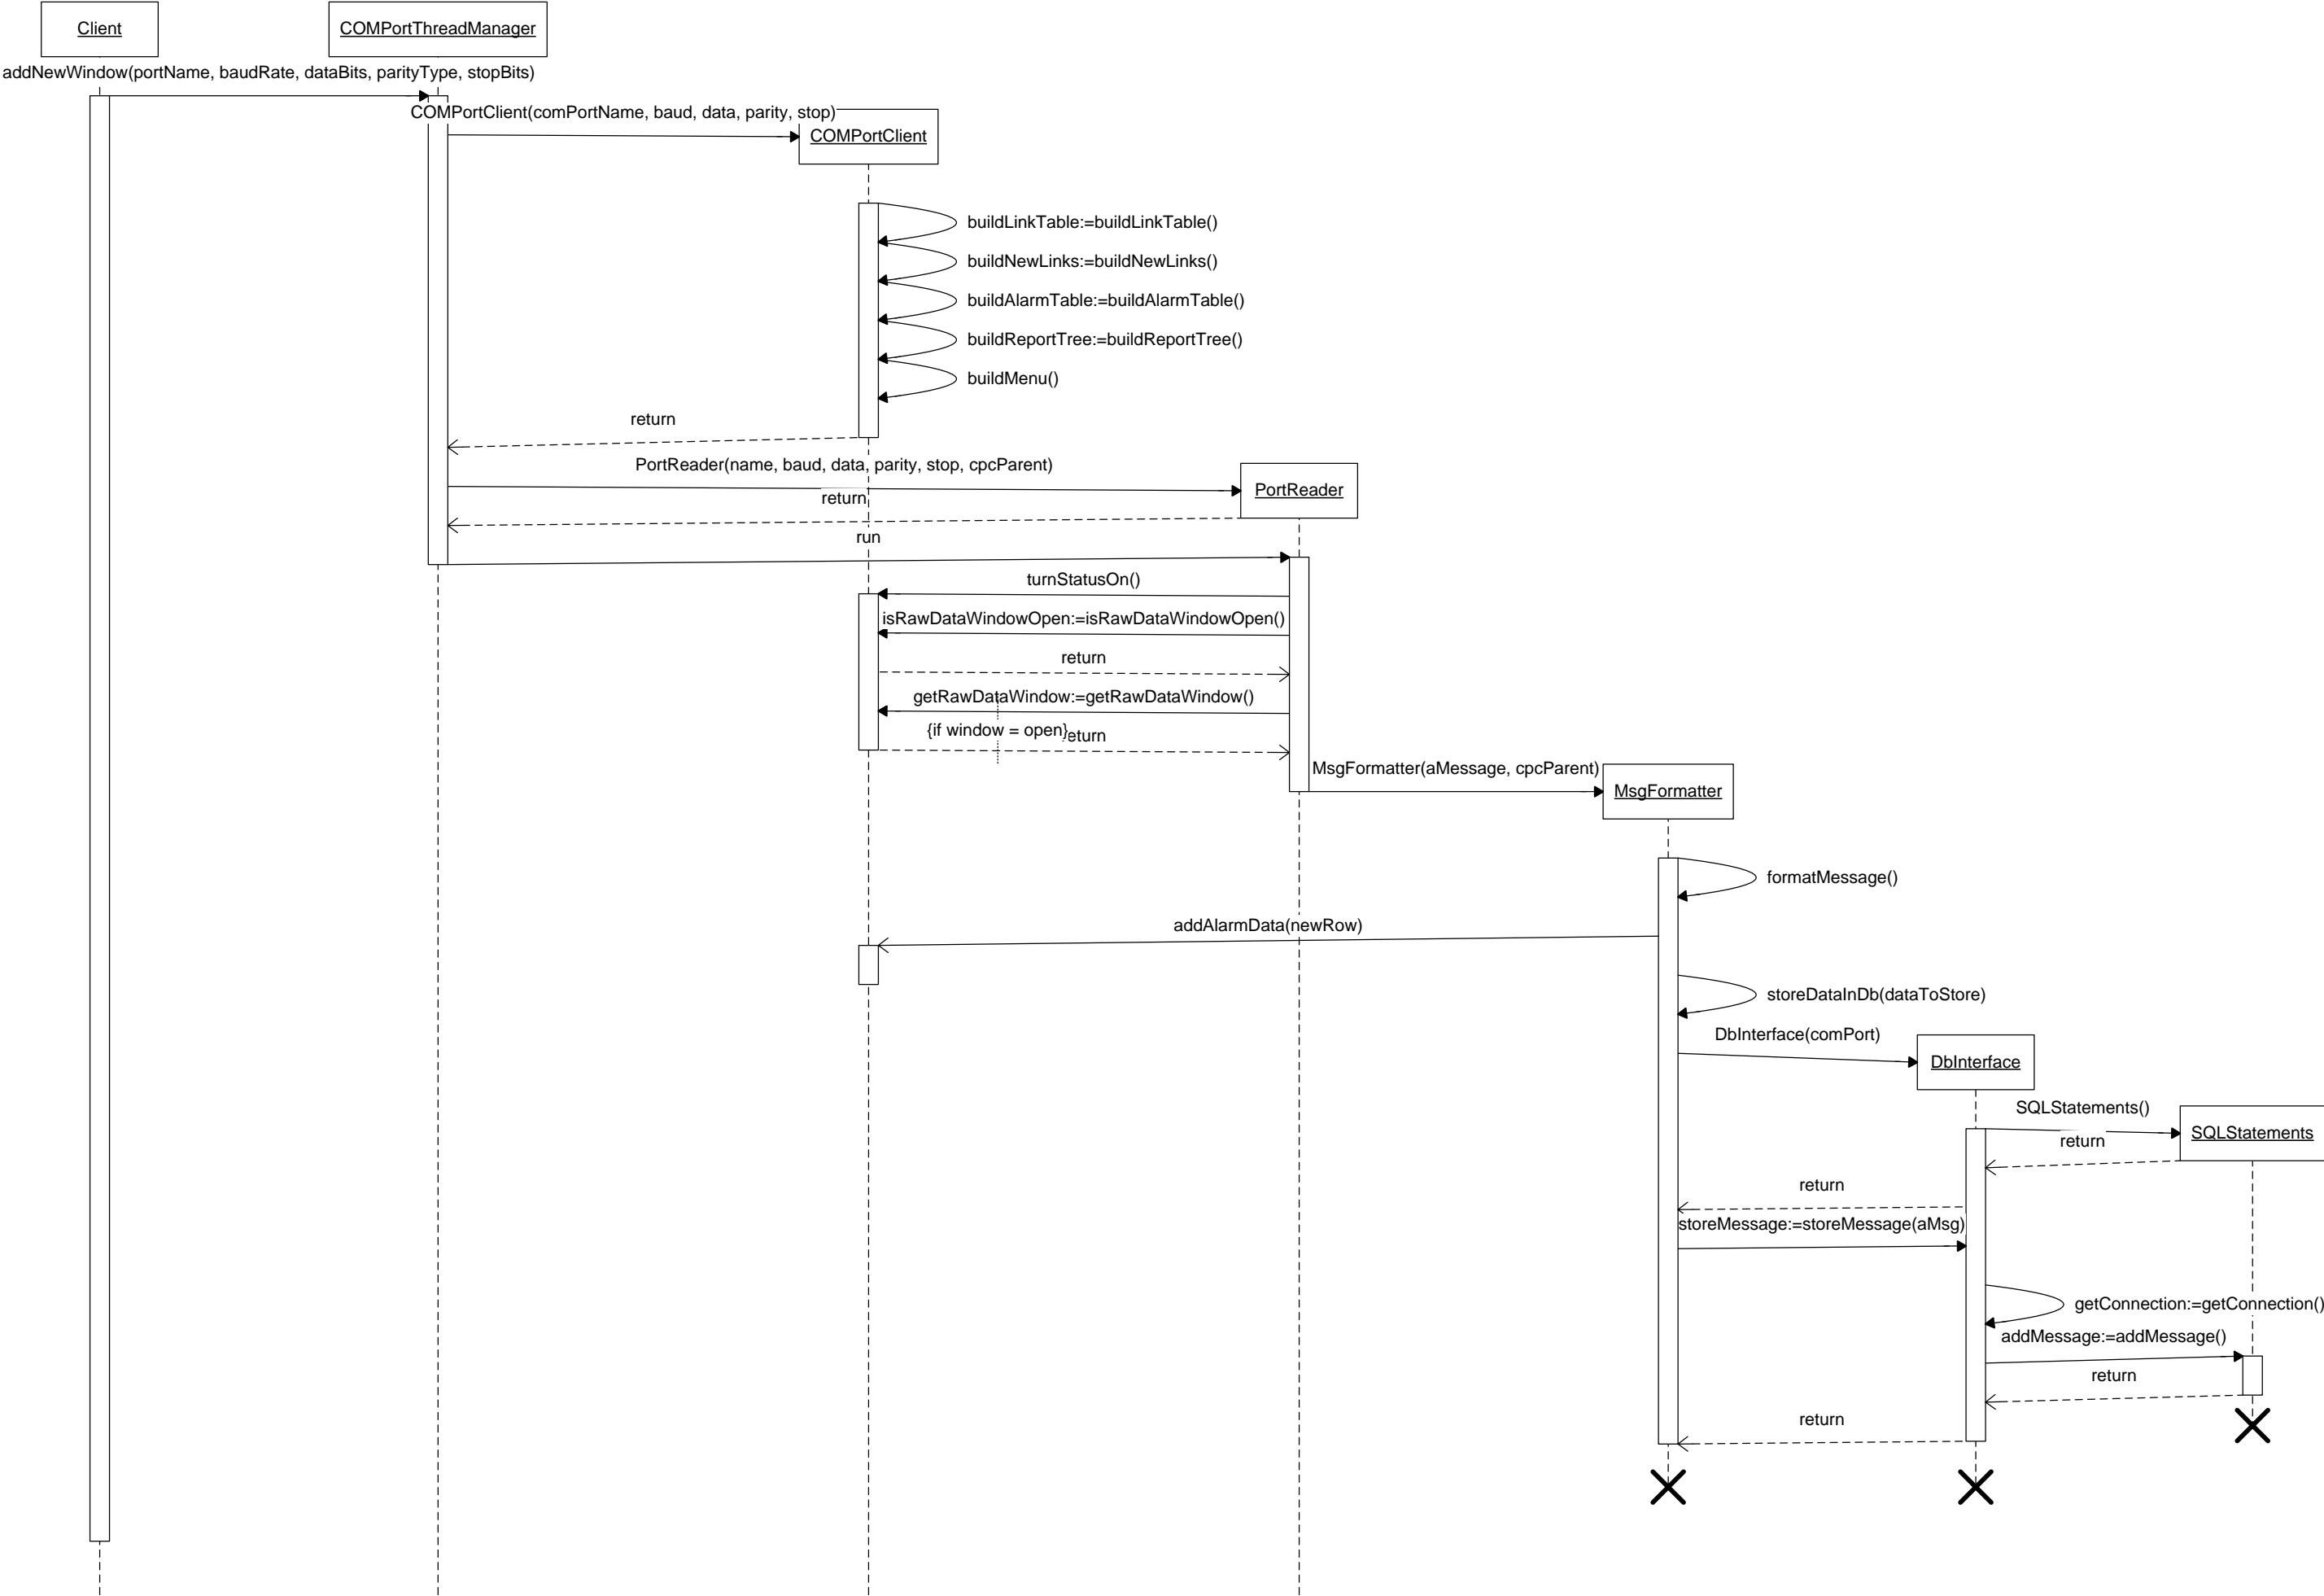 Client
COMPortThreadManager
addNewWindow(portName, baudRate, dataBits, parityType, stopBits)
COMPortClient(comPortName, baud, data, parity, stop)
COMPortClient
buildLinkTable:=buildLinkTable()
buildNewLinks:=buildNewLinks()
buildAlarmTable:=buildAlarmTable()
buildReportTree:=buildReportTree()
buildMenu()
return
PortReader(name, baud, data, parity, stop, cpcParent)
PortReader
return
run
turnStatusOn()
isRawDataWindowOpen:=isRawDataWindowOpen()
return
getRawDataWindow:=getRawDataWindow()
{if window = open}
eturn
MsgFormatter(aMessage, cpcParent)
MsgFormatter
formatMessage()
addAlarmData(newRow)
storeDataInDb(dataToStore)
DbInterface(comPort)
DbInterface
SQLStatements()
SQLStatements
return
return
storeMessage:=storeMessage(aMsg)
getConnection:=getConnection()
addMessage:=addMessage()
return
return